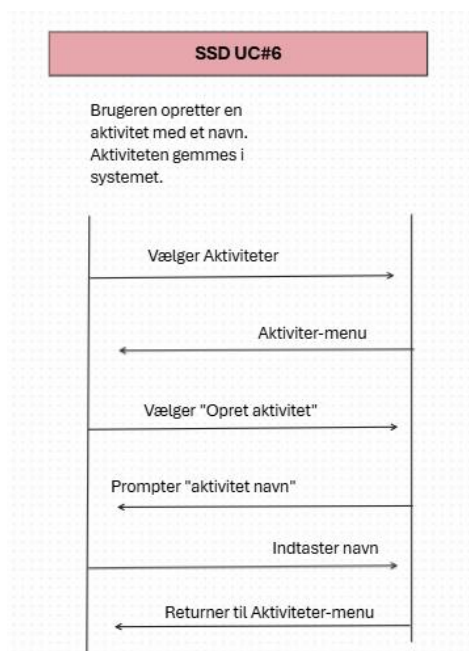 SSD UC#6
Brugeren opretter en
aktivitet med et navn.
Aktiviteten gemmes i
systemet.
Vælger Aktiviteter
Aktiviter-menu
Vælger "Opret aktivitet"
Prompter "aktivitet navn"
Indtaster navn
Returner til Aktiviteter-menu